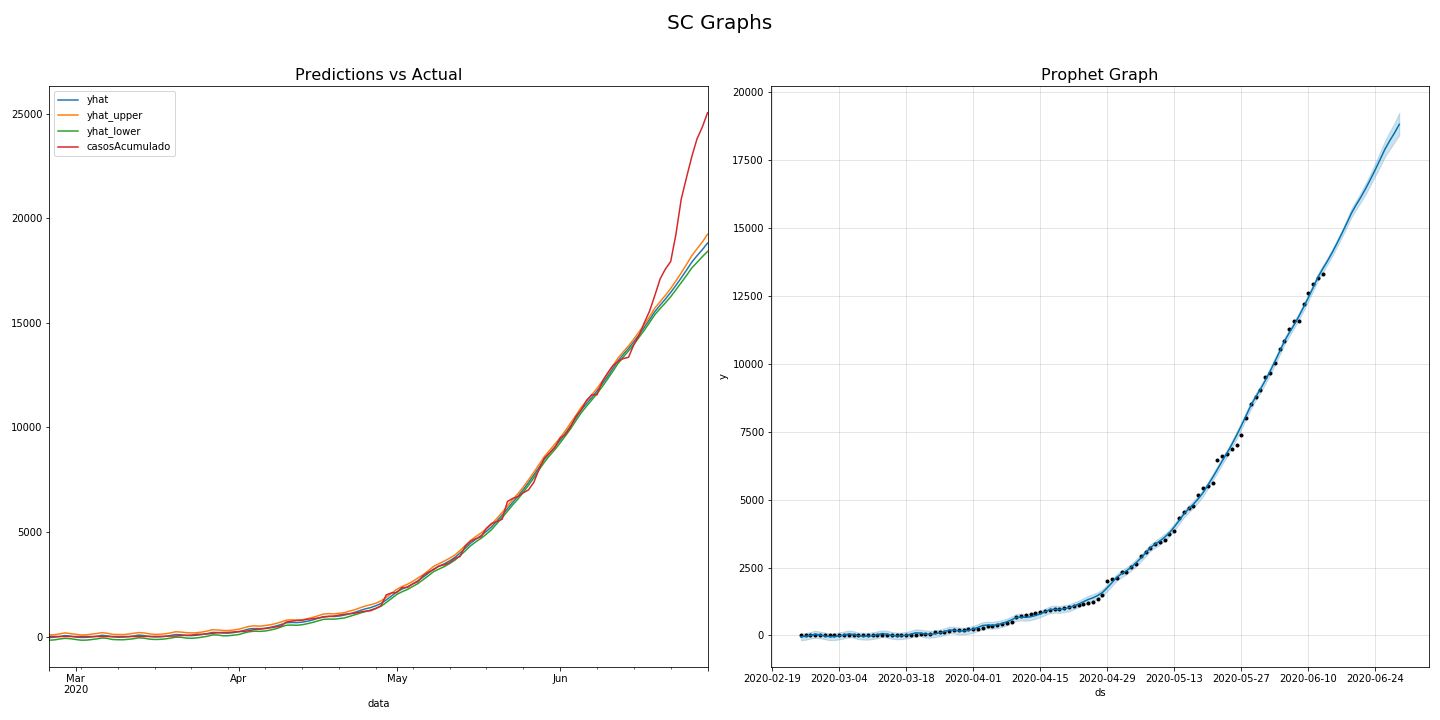 SC Graphs
Predictions vs Actual
yhat
yhat_upper
yhat_lower
casosAcumulado
25000
20000
15000
10000
5000
0
Mar
2020
Apr
May
Jun
data
Prophet Graph
y
20000
17500
15000
12500
10000
7500
5000
2500
0
2020-02-19
2020-03-04
2020-03-18
2020-04-01
2020-04-15
2020-04-29
2020-05-13
2020-05-27
2020-06-10
2020-06-24
ds